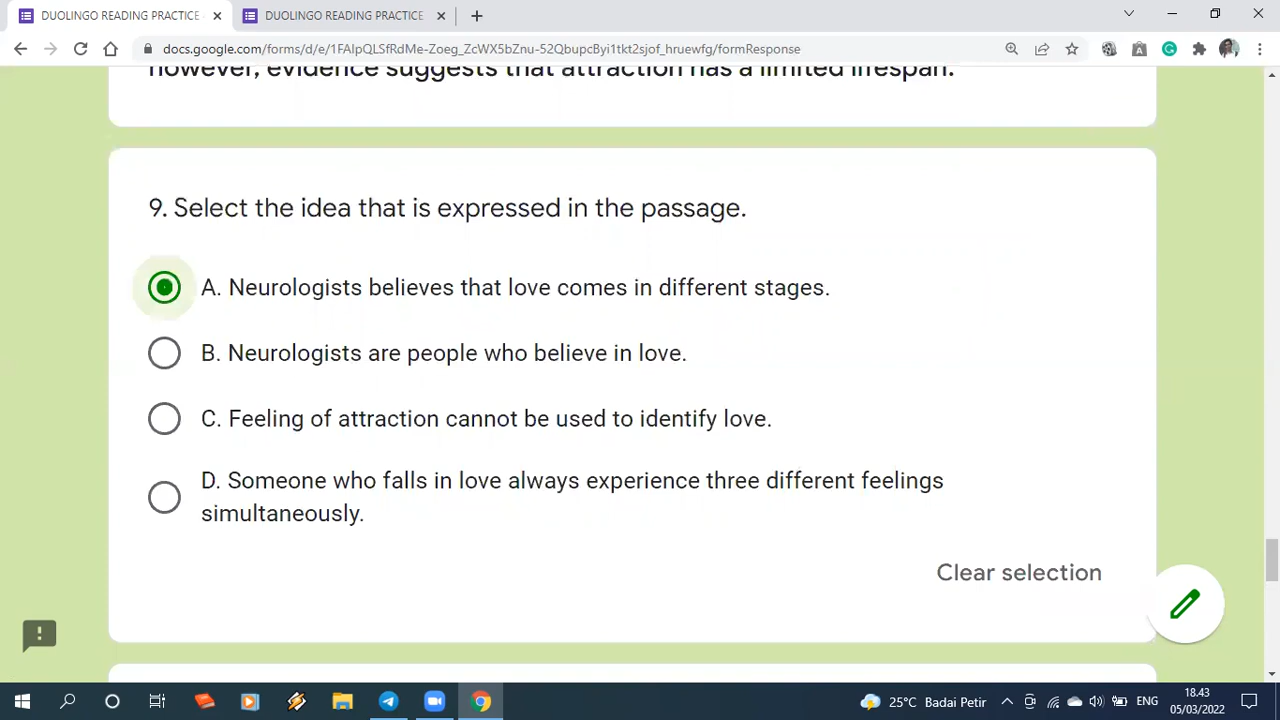 DUOLINGO READING PRACTICE
DUOLINGO READING PRACTICE
docs.google.com/forms/d/e/1FAIpQLSfRdMe-Zoeg_ZcWX5bZnu-52QbupcByi1tkt2sjof_hruewfg/formResponse
however, evidence suggests that attraction has a limited lifespan.
9. Select the idea that is expressed in the passage.
A. Neurologists believes that love comes in different stages.
B. Neurologists are people who believe in love.
C. Feeling of attraction cannot be used to identify love.
D. Someone who falls in love always experience three different feelings
simultaneously.
Clear selection
25°C Badai Petir
ENG
18.43
05/03/2022